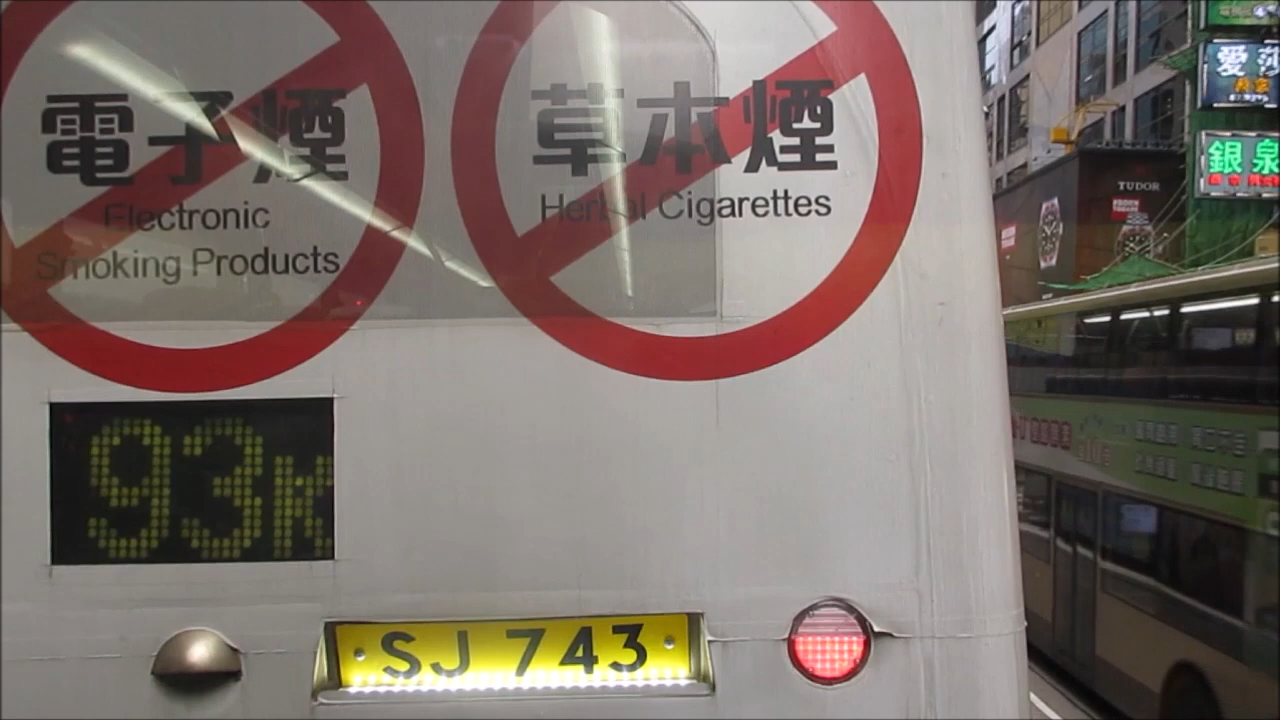 電子煙
Electronic
Smoking Products
草本煙
Herbal Cigarettes
93K
SJ 743
TUDOR
銀泉